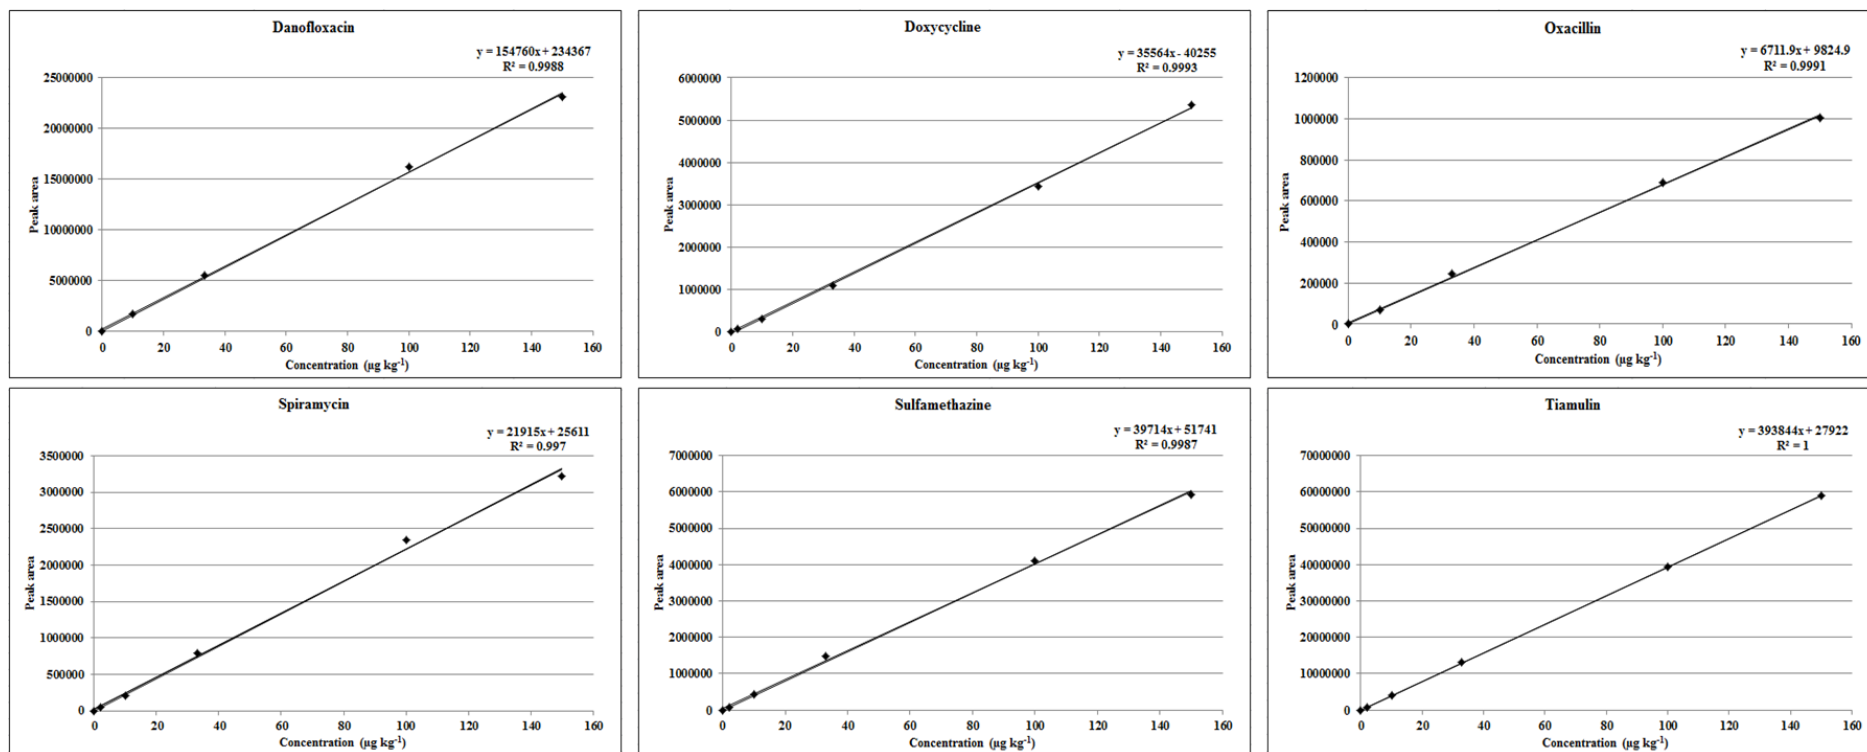 Danofloxacin
y = 154760x + 234367
R² = 0.9988
25000000
20000000
15000000
10000000
5000000
0
Peak area
0 20 40 60 80 100 120 140 160
Concentration (µg kg⁻¹)
Doxycycline
y = 35564x - 40255
R² = 0.9993
6000000
5000000
4000000
3000000
2000000
1000000
0
Peak area
0 20 40 60 80 100 120 140 160
Concentration (µg kg⁻¹)
Oxacillin
y = 6711.9x + 9824.9
R² = 0.9991
1200000
1000000
800000
600000
400000
200000
0
Peak area
0 20 40 60 80 100 120 140 160
Concentration (µg kg⁻¹)
Spiramycin
y = 21915x + 25611
R² = 0.997
3500000
3000000
2500000
2000000
1500000
1000000
500000
0
Peak area
0 20 40 60 80 100 120 140 160
Concentration (µg kg⁻¹)
Sulfamethazine
y = 39714x + 51741
R² = 0.9987
7000000
6000000
5000000
4000000
3000000
2000000
1000000
0
Peak area
0 20 40 60 80 100 120 140 160
Concentration (µg kg⁻¹)
Tiamulin
y = 393844x + 27922
R² = 1
70000000
60000000
50000000
40000000
30000000
20000000
10000000
0
Peak area
0 20 40 60 80 100 120 140 160
Concentration (µg kg⁻¹)